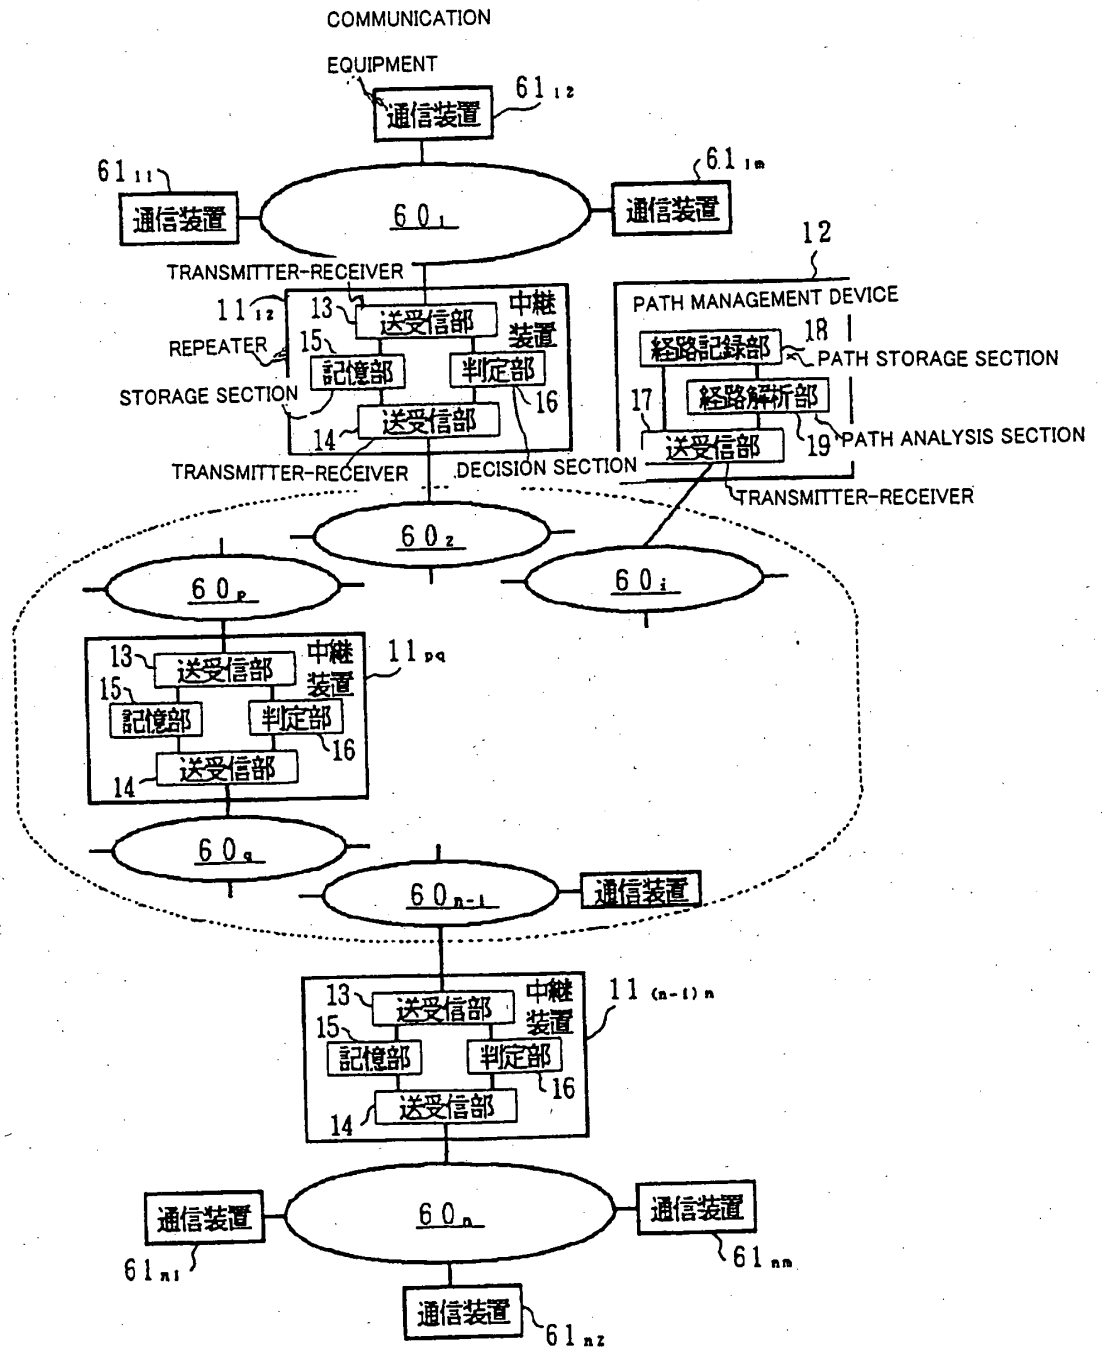 COMMUNICATION
EQUIPMENT
通信装置
61₁₂
61₁₁
通信装置
60₁
61₁ₘ
通信装置
12
TRANSMITTER-RECEIVER
11₁₂
13
送受信部
中継
装置
REPEATER
15
記憶部
判定部
16
STORAGE SECTION
14
送受信部
TRANSMITTER-RECEIVER
DECISION SECTION
PATH MANAGEMENT DEVICE
経路記録部
18
PATH STORAGE SECTION
17
経路解析部
19
PATH ANALYSIS SECTION
送受信部
TRANSMITTER-RECEIVER
60₂
60ᵢ
60ₚ
13
送受信部
中継
装置
11pq
15
記憶部
判定部
16
14
送受信部
60q
60ₙ₋₁
通信装置
13
送受信部
中継
装置
11₍ₙ₋₁₎ₙ
15
記憶部
判定部
16
14
送受信部
通信装置
61ₙ₁
60ₙ
通信装置
61ₙₘ
通信装置
61ₙ₂